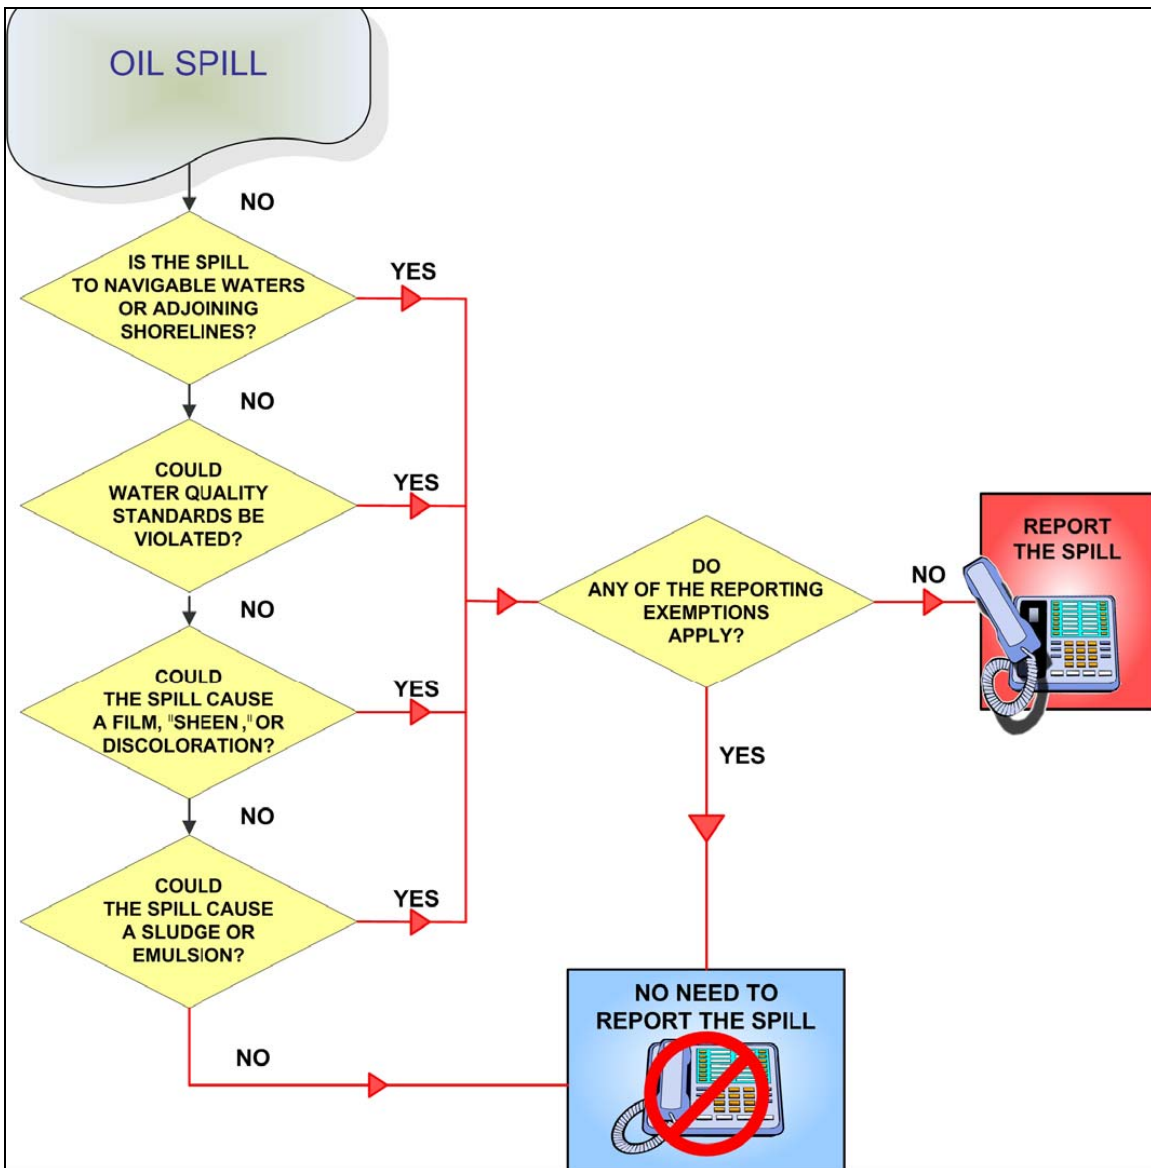 OIL SPILL
NO
IS THE SPILL
TO NAVIGABLE WATERS
OR ADJOINING
SHORELINES?
YES
NO
COULD
WATER QUALITY
STANDARDS BE
VIOLATED?
YES
NO
COULD
THE SPILL CAUSE
A FILM, "SHEEN," OR
DISCOLORATION?
YES
NO
COULD
THE SPILL CAUSE
A SLUDGE OR
EMULSION?
YES
NO
DO
ANY OF THE REPORTING
EXEMPTIONS
APPLY?
NO
REPORT
THE SPILL
YES
NO NEED TO
REPORT THE SPILL